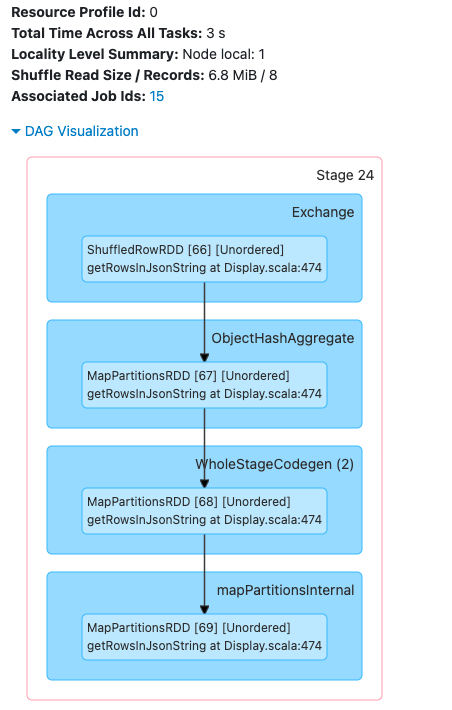 Resource Profile Id: 0
Total Time Across All Tasks: 3 s
Locality Level Summary: Node local: 1
Shuffle Read Size / Records: 6.8 MiB / 8
Associated Job Ids: 15
DAG Visualization
Stage 24
Exchange
ShuffledRowRDD [66] [Unordered]
getRowsInJsonString at Display.scala:474
ObjectHashAggregate
MapPartitionsRDD [67] [Unordered]
getRowsInJsonString at Display.scala:474
WholeStageCodegen (2)
MapPartitionsRDD [68] [Unordered]
getRowsInJsonString at Display.scala:474
mapPartitionsInternal
MapPartitionsRDD [69] [Unordered]
getRowsInJsonString at Display.scala:474